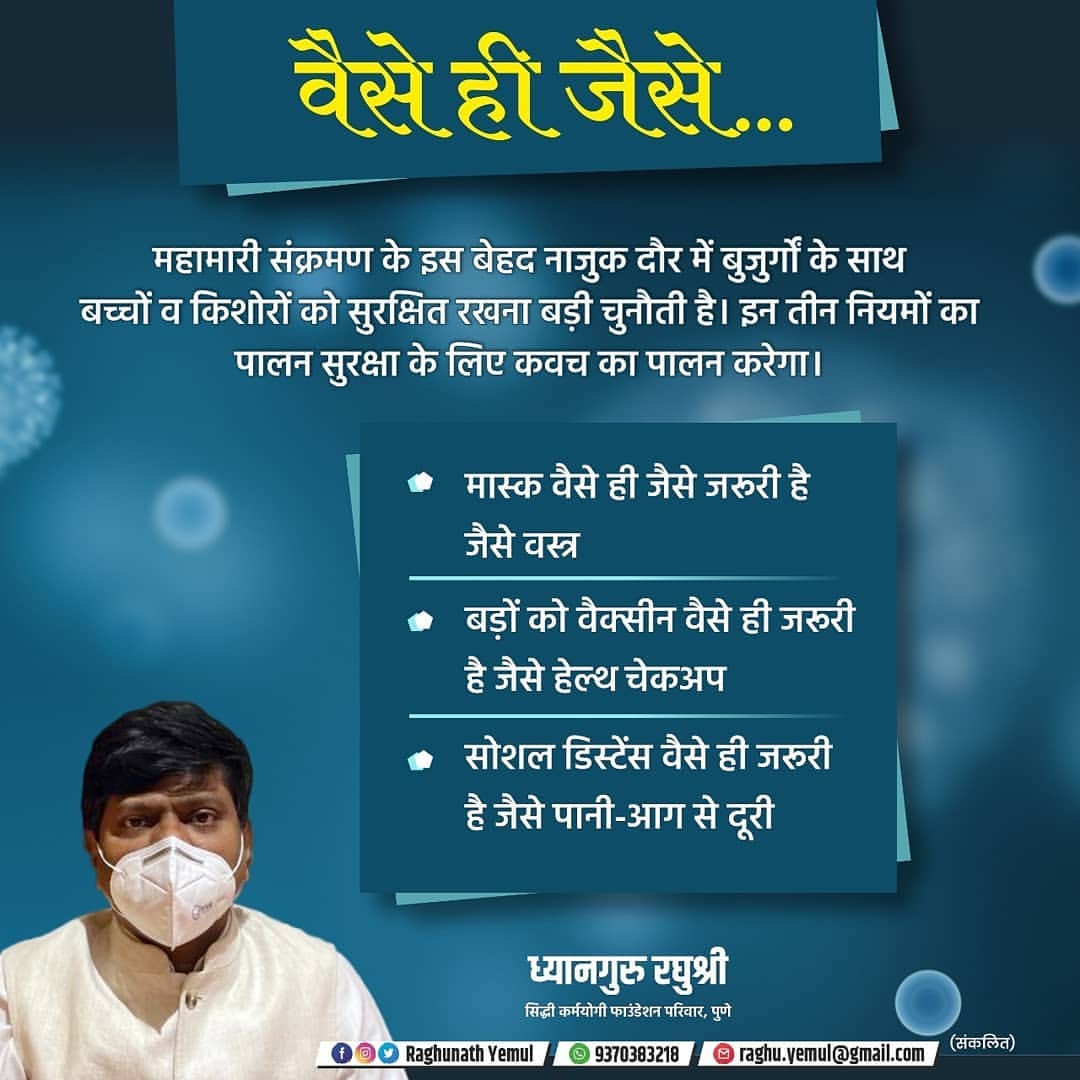 वैसे ही जैसे...
महामारी संक्रमण के इस बेहद नाजुक दौर में बुजुर्गों के साथ
बच्चों व किशोरों को सुरक्षित रखना बड़ी चुनौती है। इन तीन नियमों का
पालन सुरक्षा के लिए कवच का पालन करेगा।
मास्क वैसे ही जैसे जरूरी है
जैसे वस्त्र
बड़ों को वैक्सीन वैसे ही जरूरी
है जैसे हेल्थ चेकअप
सोशल डिस्टेंस वैसे ही जरूरी
है जैसे पानी-आग से दूरी
ध्यानगुरु रघुश्री
सिद्धी कर्मयोगी फाउंडेशन परिवार, पुणे
Raghunath Yemul 9370383218 raghu.yemul@gmail.com (संकलित)